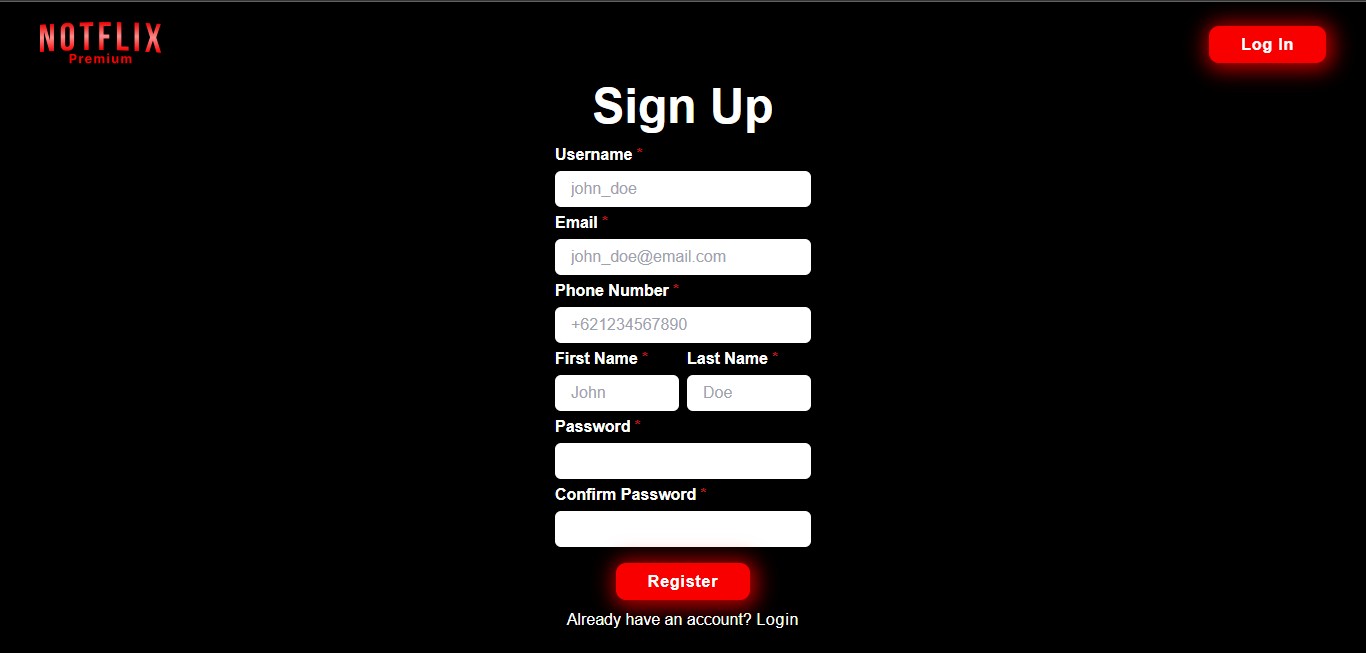 NOTFLIX
Premium
Log In
Sign Up
Username *
john_doe
Email *
john_doe@email.com
Phone Number *
+621234567890
First Name * Last Name *
John Doe
Password *
Confirm Password *
Register
Already have an account? Login